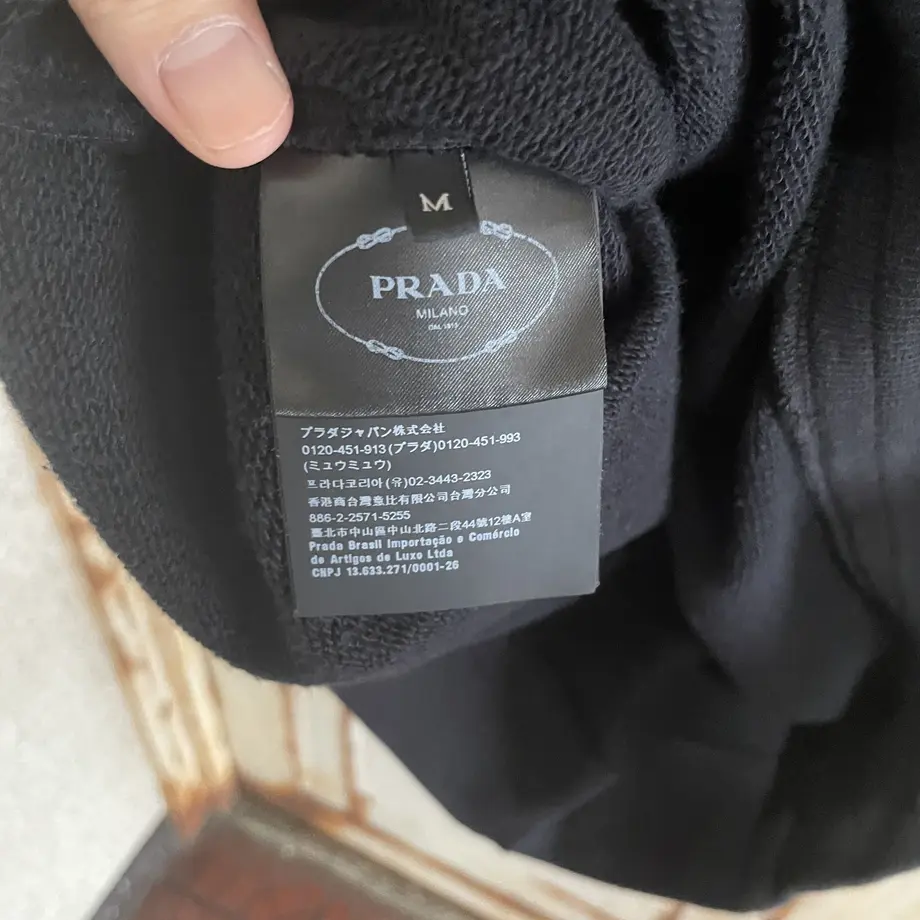 M
PRADA
MILANO
DAL 1913
プラダジャパン株式会社
0120-451-913(プラダ)0120-451-993
(ミュウミュウ)
프라다코리아(유)02-3443-2323
香港商台灣壹比有限公司台灣分公司
886-2-2571-5255
臺北市中山區中山北路二段44號12樓A室
Prada Brasil Importação e Comércio
de Artigos de Luxo Ltda
CNPJ 13.633.271/0001-26